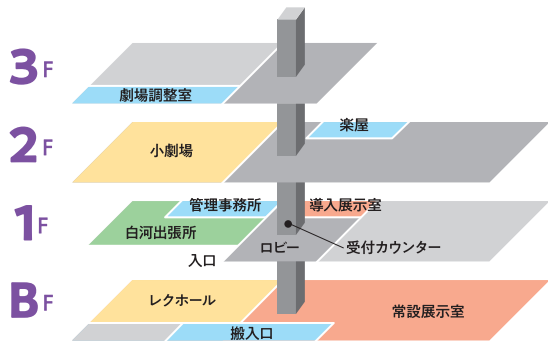 3F
劇場調整室
2F
楽屋
小劇場
1F
管理事務所
導入展示室
白河出張所
ロビー
受付カウンター
入口
BF
レクホール
常設展示室
搬入口